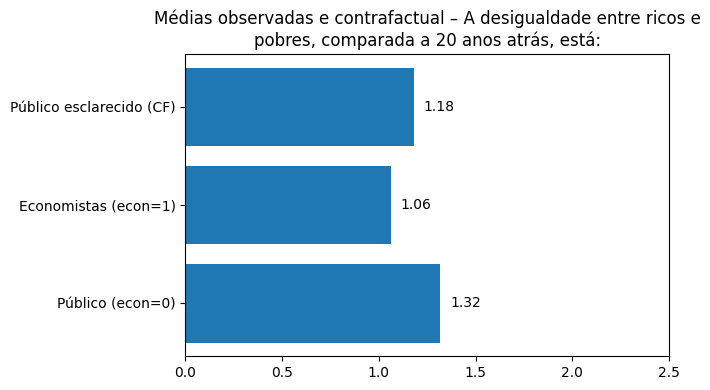 Médias observadas e contrafactual – A desigualdade entre ricos e
pobres, comparada a 20 anos atrás, está:
Público esclarecido (CF)
1.18
Economistas (econ=1)
1.06
Público (econ=0)
1.32
0.0
0.5
1.0
1.5
2.0
2.5